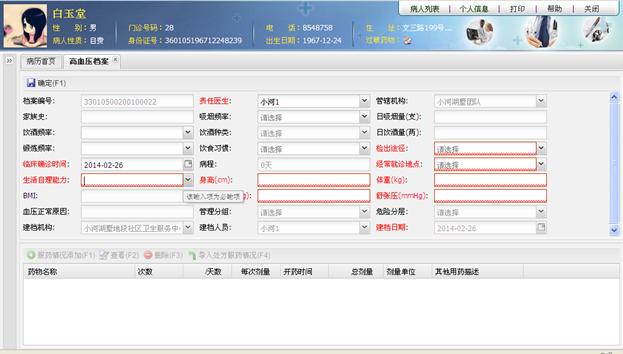 病人列表 | 个人信息 | 打印 | 帮助 | 关闭
白玉堂
性 别：男 门诊号码：28 电 话：8548758 住 址：文三路199号...
病人性质：自费 身份证号：360105196712248239 出生日期：1967-12-24 过敏药物：
病历首页 高血压档案
确定(F1)
档案编号: 33010500200100022 责任医生: 小河1 管辖机构: 小河湖墅团队
家族史: 吸烟频率: 请选择 日吸烟量(支):
饮酒频率: 饮酒种类: 请选择 日饮酒量(两):
锻炼频率: 饮食习惯: 请选择 检出途径: 请选择
临床确诊时间: 2014-02-26 病程: 0天 经常就诊地点: 请选择
生活自理能力: 身高(cm): 体重(kg):
BMI: 该输入项为必输项 g): 舒张压(mmHg):
血压正常原因: 管理分组: 请选择 危险分层: 请选择
建档机构: 小河湖墅地段社区卫生服务中 建档人员: 小河1 建档日期: 2014-02-26
服药情况添加(F1) 查看(F2) 删除(F3) 导入处方服药情况(F4)
药物名称 次数 /天数 每次剂量 开药时间 总剂量 剂量单位 其他用药描述